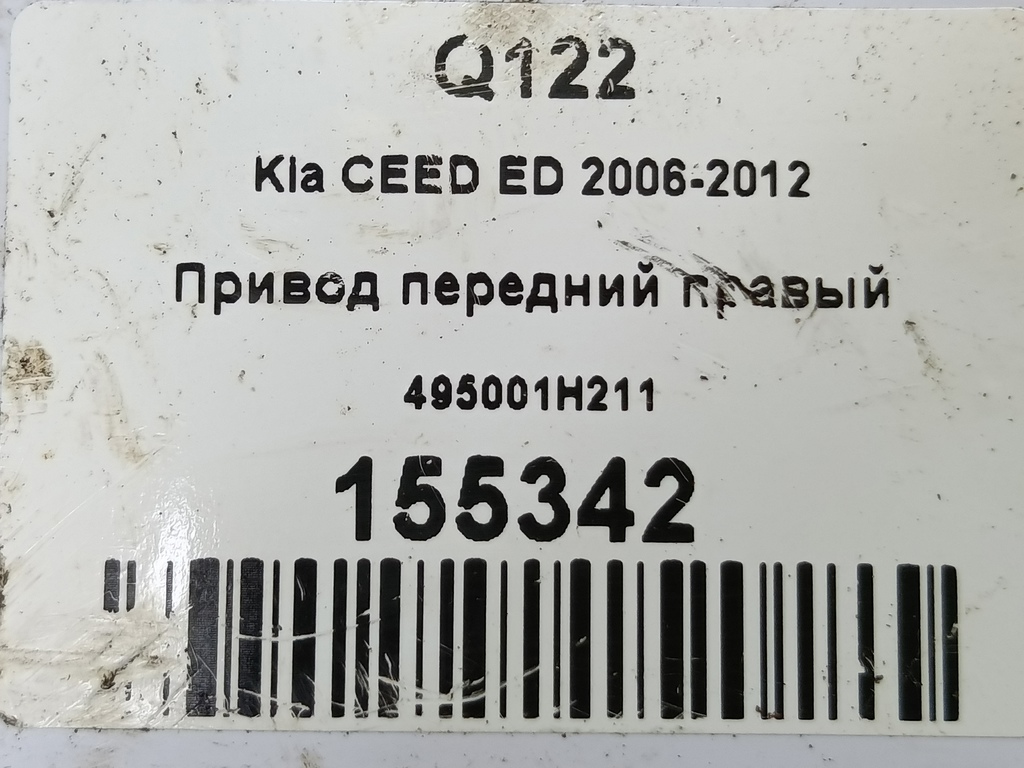 Q122
Kia CEED ED 2006-2012
Привод передний правый
495001H211
155342